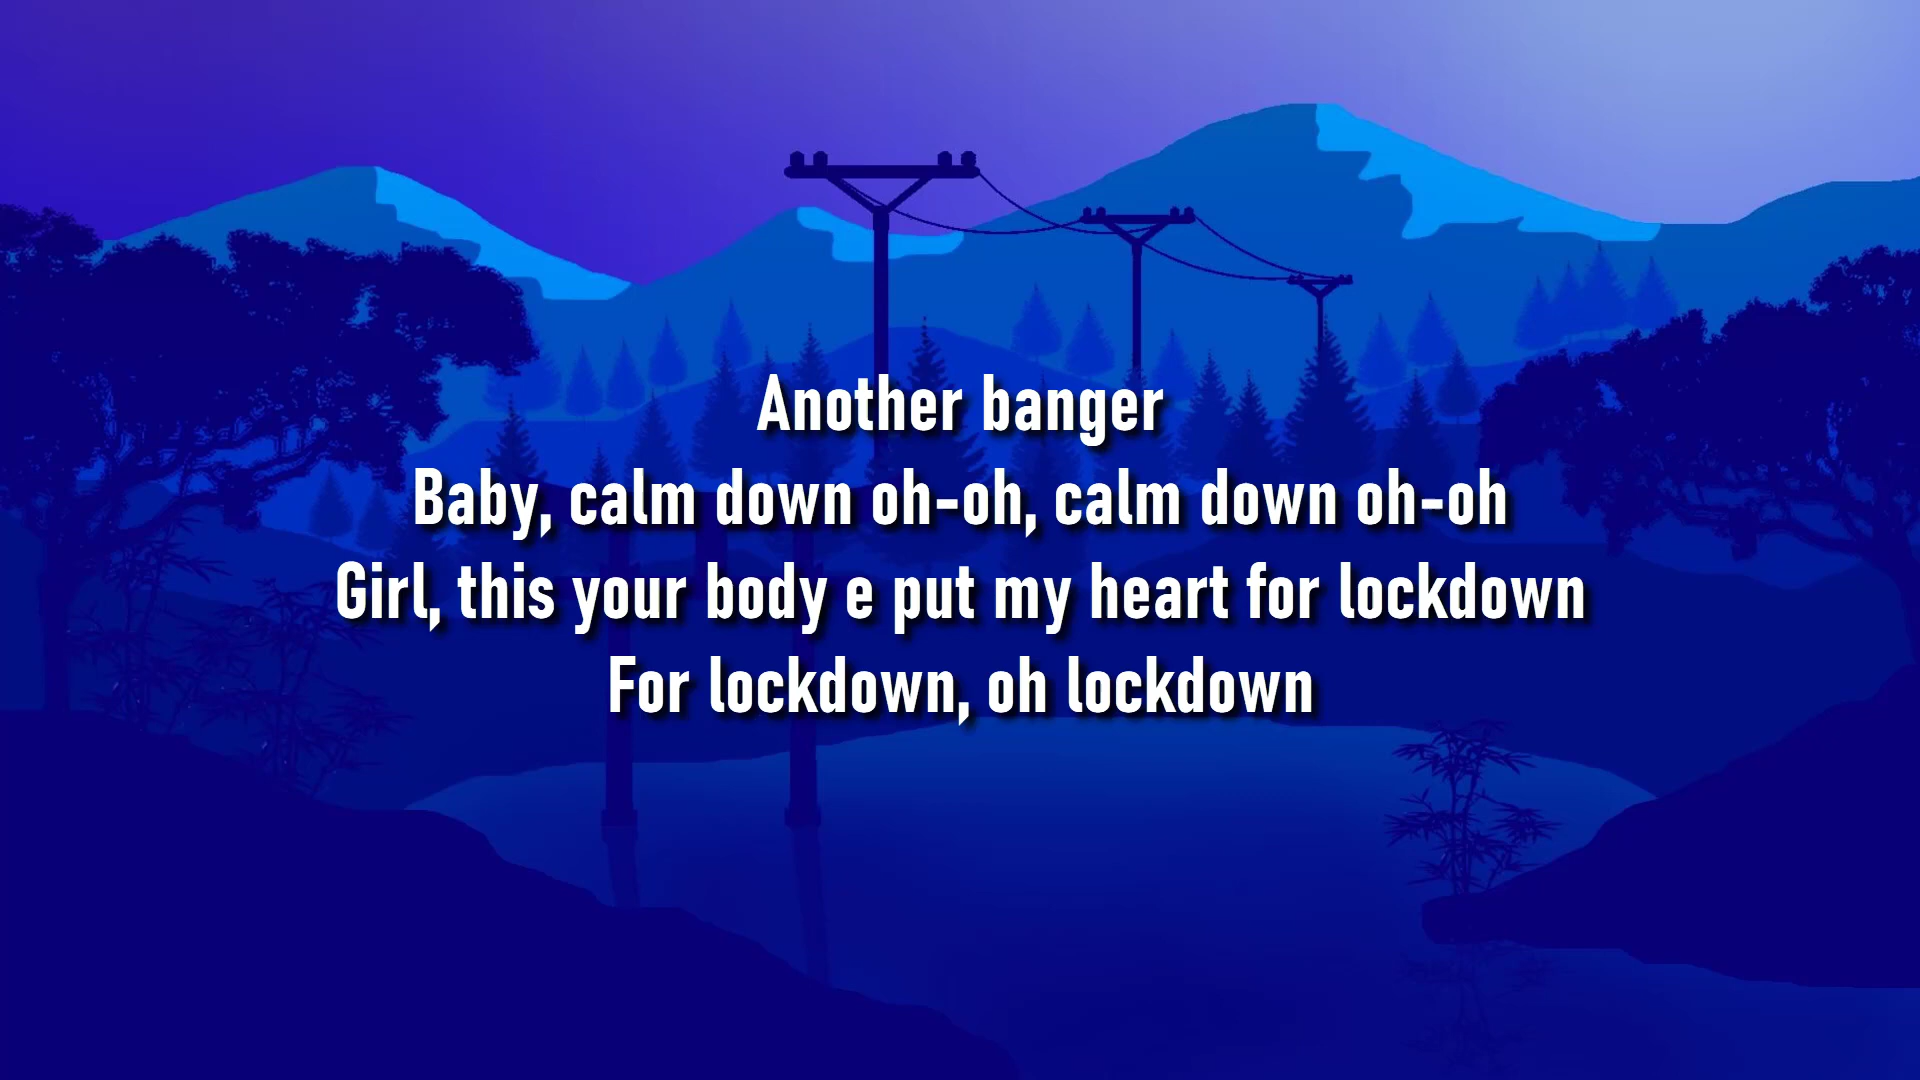 Another banger
Baby, calm down oh-oh, calm down oh-oh
Girl, this your body e put my heart for lockdown
For lockdown, oh lockdown